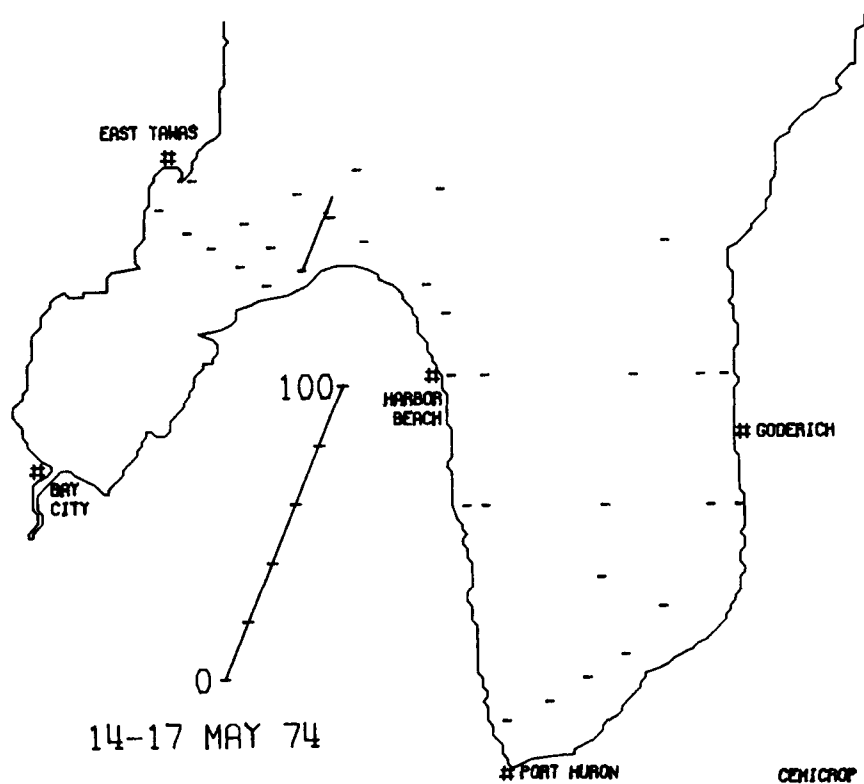 EAST TAWAS
100
HARBOR
BEACH
# GODERICH
BAY
CITY
0
14-17 MAY 74
# PORT HURON
CEMICROP